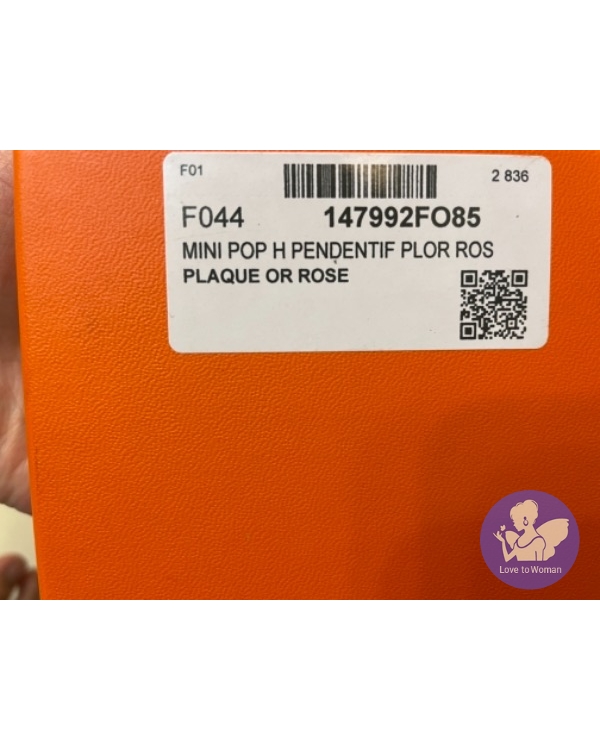 F01
2 836
F044 147992FO85
MINI POP H PENDENTIF PLOR ROS
PLAQUE OR ROSE
Love to Woman